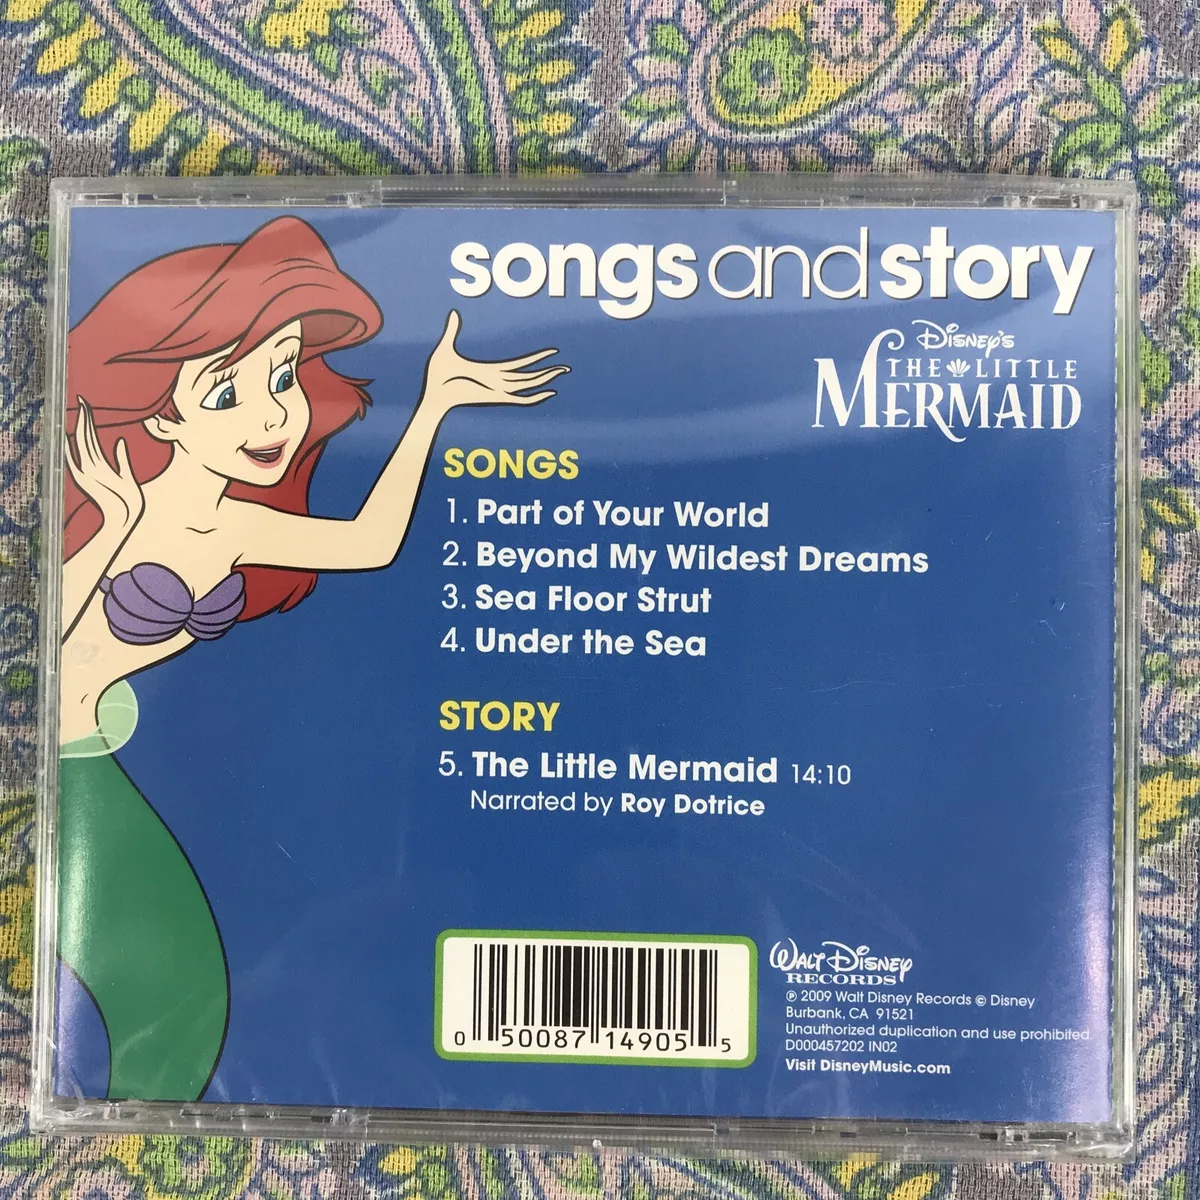 songs and story
Disney's
THE LITTLE
MERMAID
SONGS
1. Part of Your World
2. Beyond My Wildest Dreams
3. Sea Floor Strut
4. Under the Sea
STORY
5. The Little Mermaid 14:10
Narrated by Roy Dotrice
0 50087 14905 5
WALT DISNEY
RECORDS
℗ 2009 Walt Disney Records © Disney
Burbank, CA 91521
Unauthorized duplication and use prohibited.
D000457202 IN02
Visit DisneyMusic.com